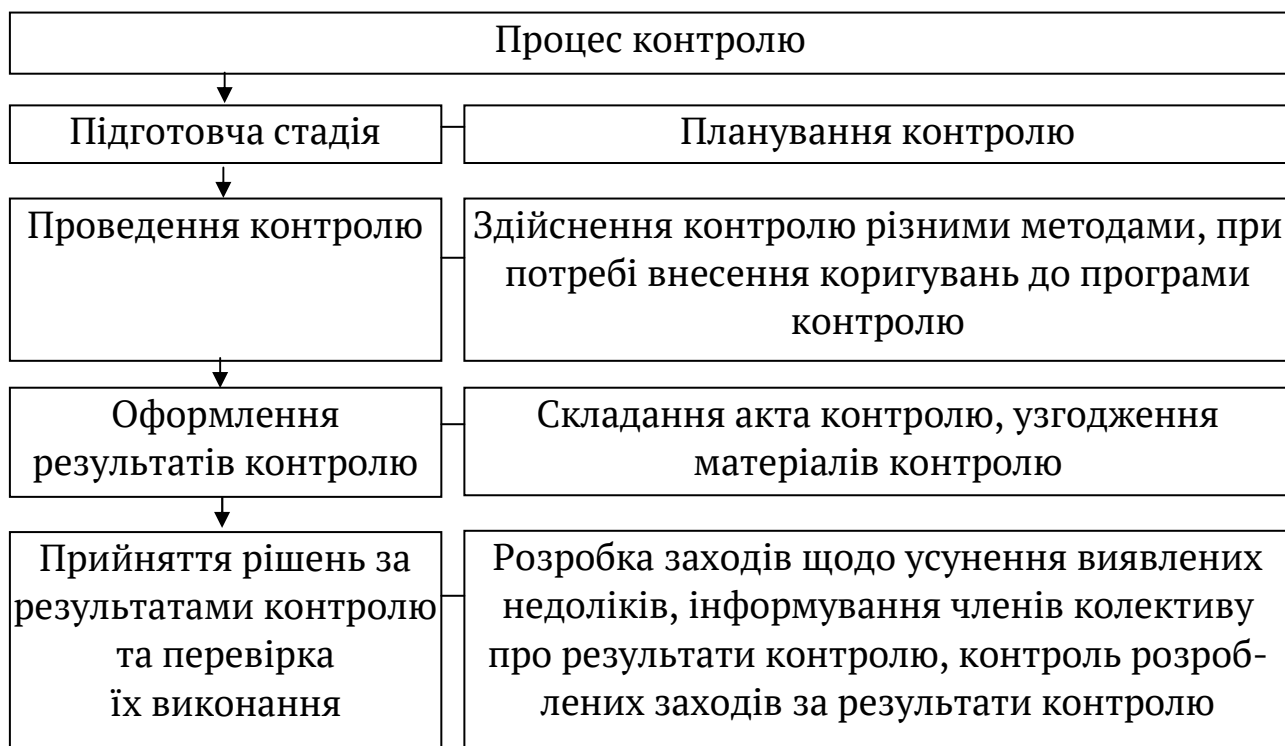 Процес контролю
Підготовча стадія
Планування контролю
Проведення контролю
Здійснення контролю різними методами, при
потребі внесення коригувань до програми
контролю
Оформлення
результатів контролю
Складання акта контролю, узгодження
матеріалів контролю
Прийняття рішень за
результатами контролю
та перевірка
їх виконання
Розробка заходів щодо усунення виявлених
недоліків, інформування членів колективу
про результати контролю, контроль розроб-
лених заходів за результати контролю